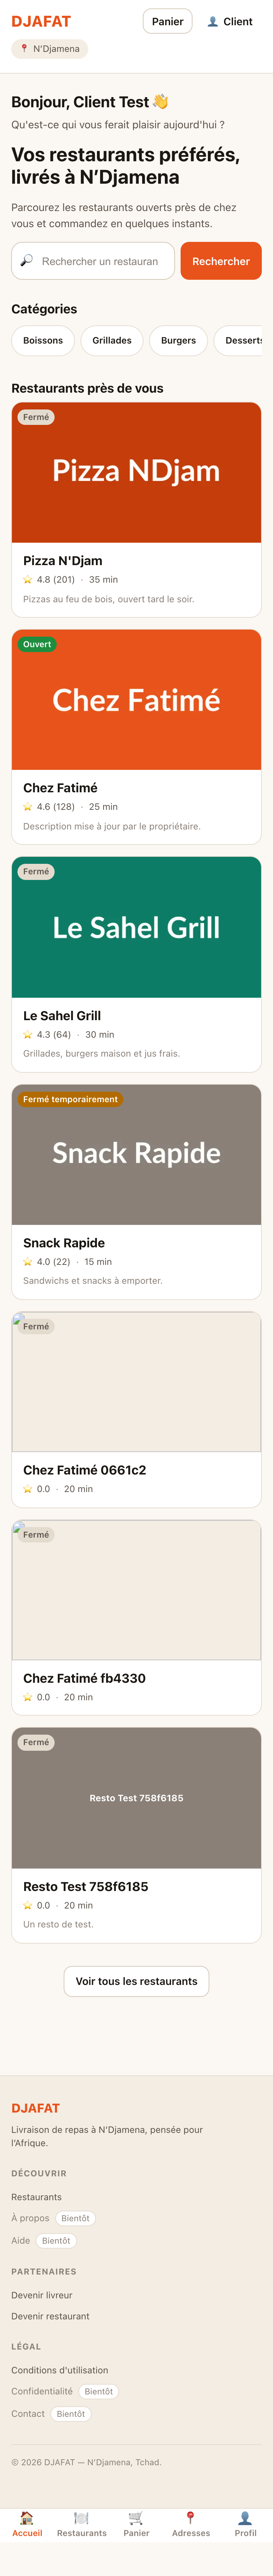 DJAFAT
Panier
👤 Client
📍 N'Djamena
Bonjour, Client Test 👋
Qu'est-ce qui vous ferait plaisir aujourd'hui ?
Vos restaurants préférés,
livrés à N'Djamena
Parcourez les restaurants ouverts près de chez
vous et commandez en quelques instants.
Rechercher un restauran
Rechercher
Catégories
Boissons
Grillades
Burgers
Desserts
Restaurants près de vous
Fermé
Pizza NDjam
Pizza N'Djam
⭐ 4.8 (201) · 35 min
Pizzas au feu de bois, ouvert tard le soir.
Ouvert
Chez Fatimé
Chez Fatimé
⭐ 4.6 (128) · 25 min
Description mise à jour par le propriétaire.
Fermé
Le Sahel Grill
Le Sahel Grill
⭐ 4.3 (64) · 30 min
Grillades, burgers maison et jus frais.
Fermé temporairement
Snack Rapide
Snack Rapide
⭐ 4.0 (22) · 15 min
Sandwichs et snacks à emporter.
Fermé
Chez Fatimé 0661c2
⭐ 0.0 · 20 min
Fermé
Chez Fatimé fb4330
⭐ 0.0 · 20 min
Fermé
Resto Test 758f6185
Resto Test 758f6185
⭐ 0.0 · 20 min
Un resto de test.
Voir tous les restaurants
DJAFAT
Livraison de repas à N'Djamena, pensée pour
l'Afrique.
DÉCOUVRIR
Restaurants
À propos Bientôt
Aide Bientôt
PARTENAIRES
Devenir livreur
Devenir restaurant
LÉGAL
Conditions d'utilisation
Confidentialité Bientôt
Contact Bientôt
© 2026 DJAFAT — N'Djamena, Tchad.
Accueil
Restaurants
Panier
Adresses
Profil